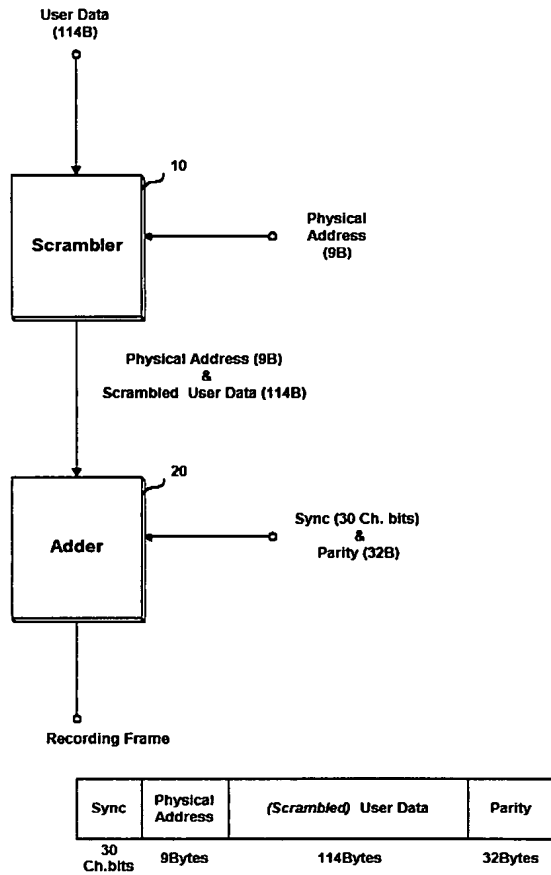 User Data
(114B)
10
Scrambler
Physical
Address
(9B)
Physical Address (9B)
&
Scrambled User Data (114B)
20
Adder
Sync (30 Ch. bits)
&
Parity (32B)
Recording Frame
Sync
Physical
Address
(Scrambled) User Data
Parity
30
Ch.bits
9Bytes
114Bytes
32Bytes